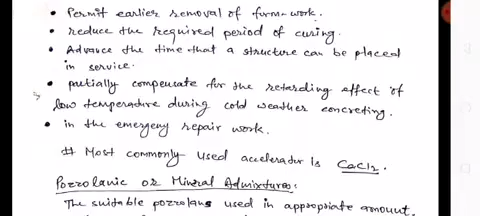 • Permit earlier removal of form-work.
• reduce the required period of curing.
• Advance the time that a structure can be placed
in service.
• partially compensate for the retarding effect of
low temperature during cold weather concreting.
• in the emergeny repair work.
# Most commonly used accelerator is CaCl2.
Pozzolanic or Mineral Admixtures:
The suitable pozzolans used in appropriate amount,